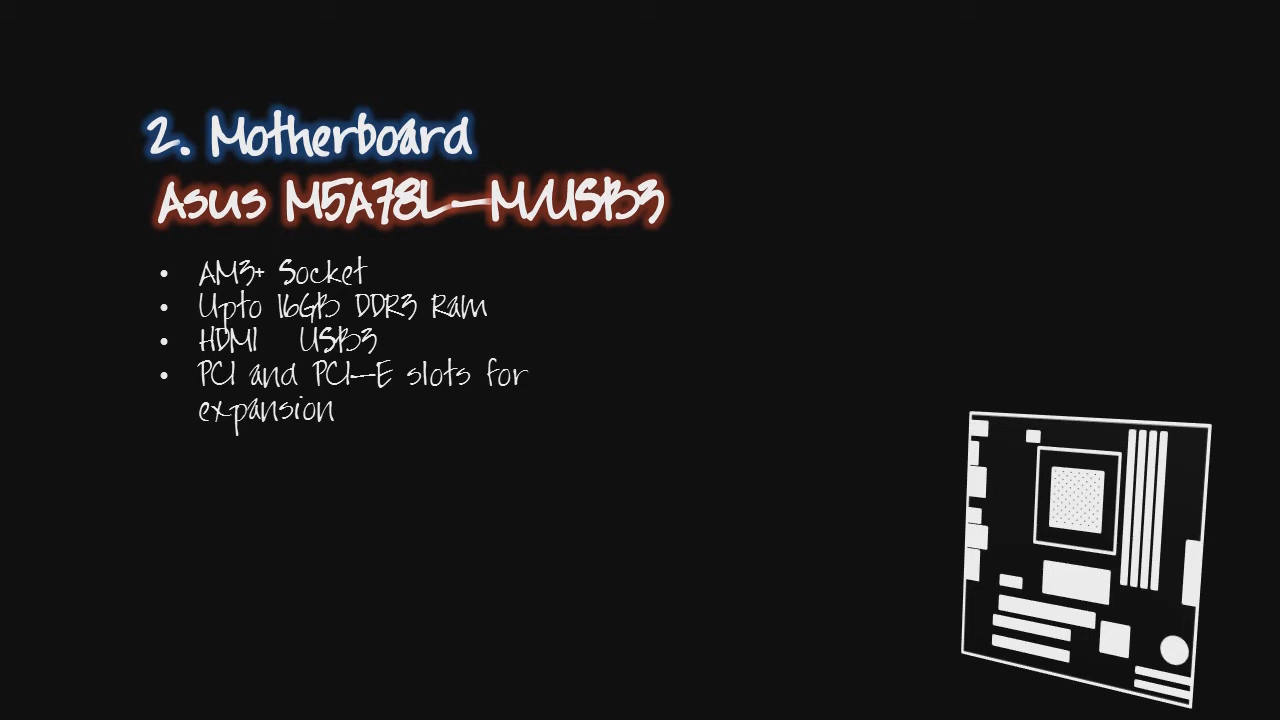 2. Motherboard
Asus M5A78L-M/USB3
• AM3+ Socket
• Upto 16GB DDR3 Ram
• HDMI USB3
• PCI and PCI-E slots for
expansion